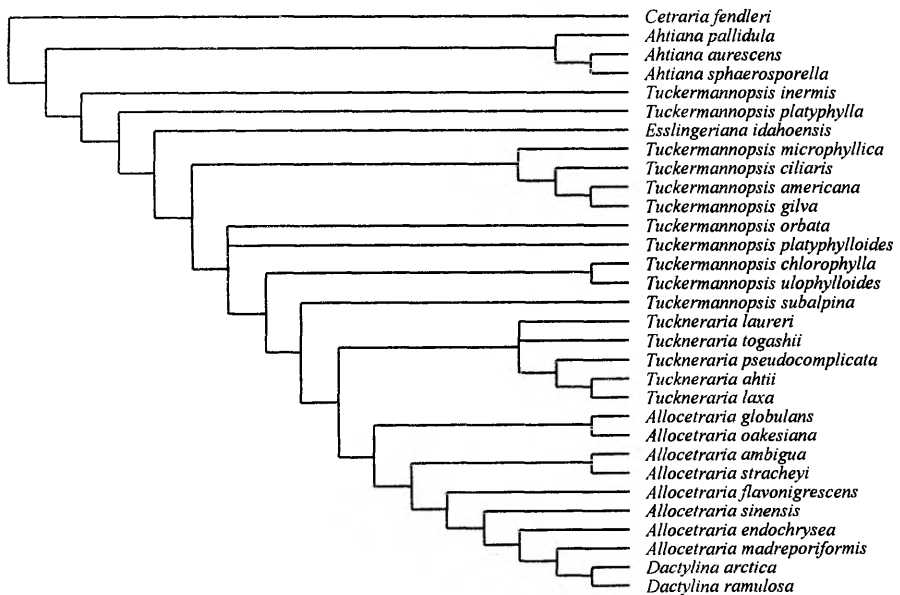 Cetraria fendleri
Ahtiana pallidula
Ahtiana aurescens
Ahtiana sphaerosporella
Tuckermannopsis inermis
Tuckermannopsis platyphylla
Esslingeriana idahoensis
Tuckermannopsis microphyllica
Tuckermannopsis ciliaris
Tuckermannopsis americana
Tuckermannopsis gilva
Tuckermannopsis orbata
Tuckermannopsis platyphylloides
Tuckermannopsis chlorophylla
Tuckermannopsis ulophylloides
Tuckermannopsis subalpina
Tuckneraria laureri
Tuckneraria togashii
Tuckneraria pseudocomplicata
Tuckneraria ahtii
Tuckneraria laxa
Allocetraria globulans
Allocetraria oakesiana
Allocetraria ambigua
Allocetraria stracheyi
Allocetraria flavonigrescens
Allocetraria sinensis
Allocetraria endochrysea
Allocetraria madreporiformis
Dactylina arctica
Dactylina ramulosa